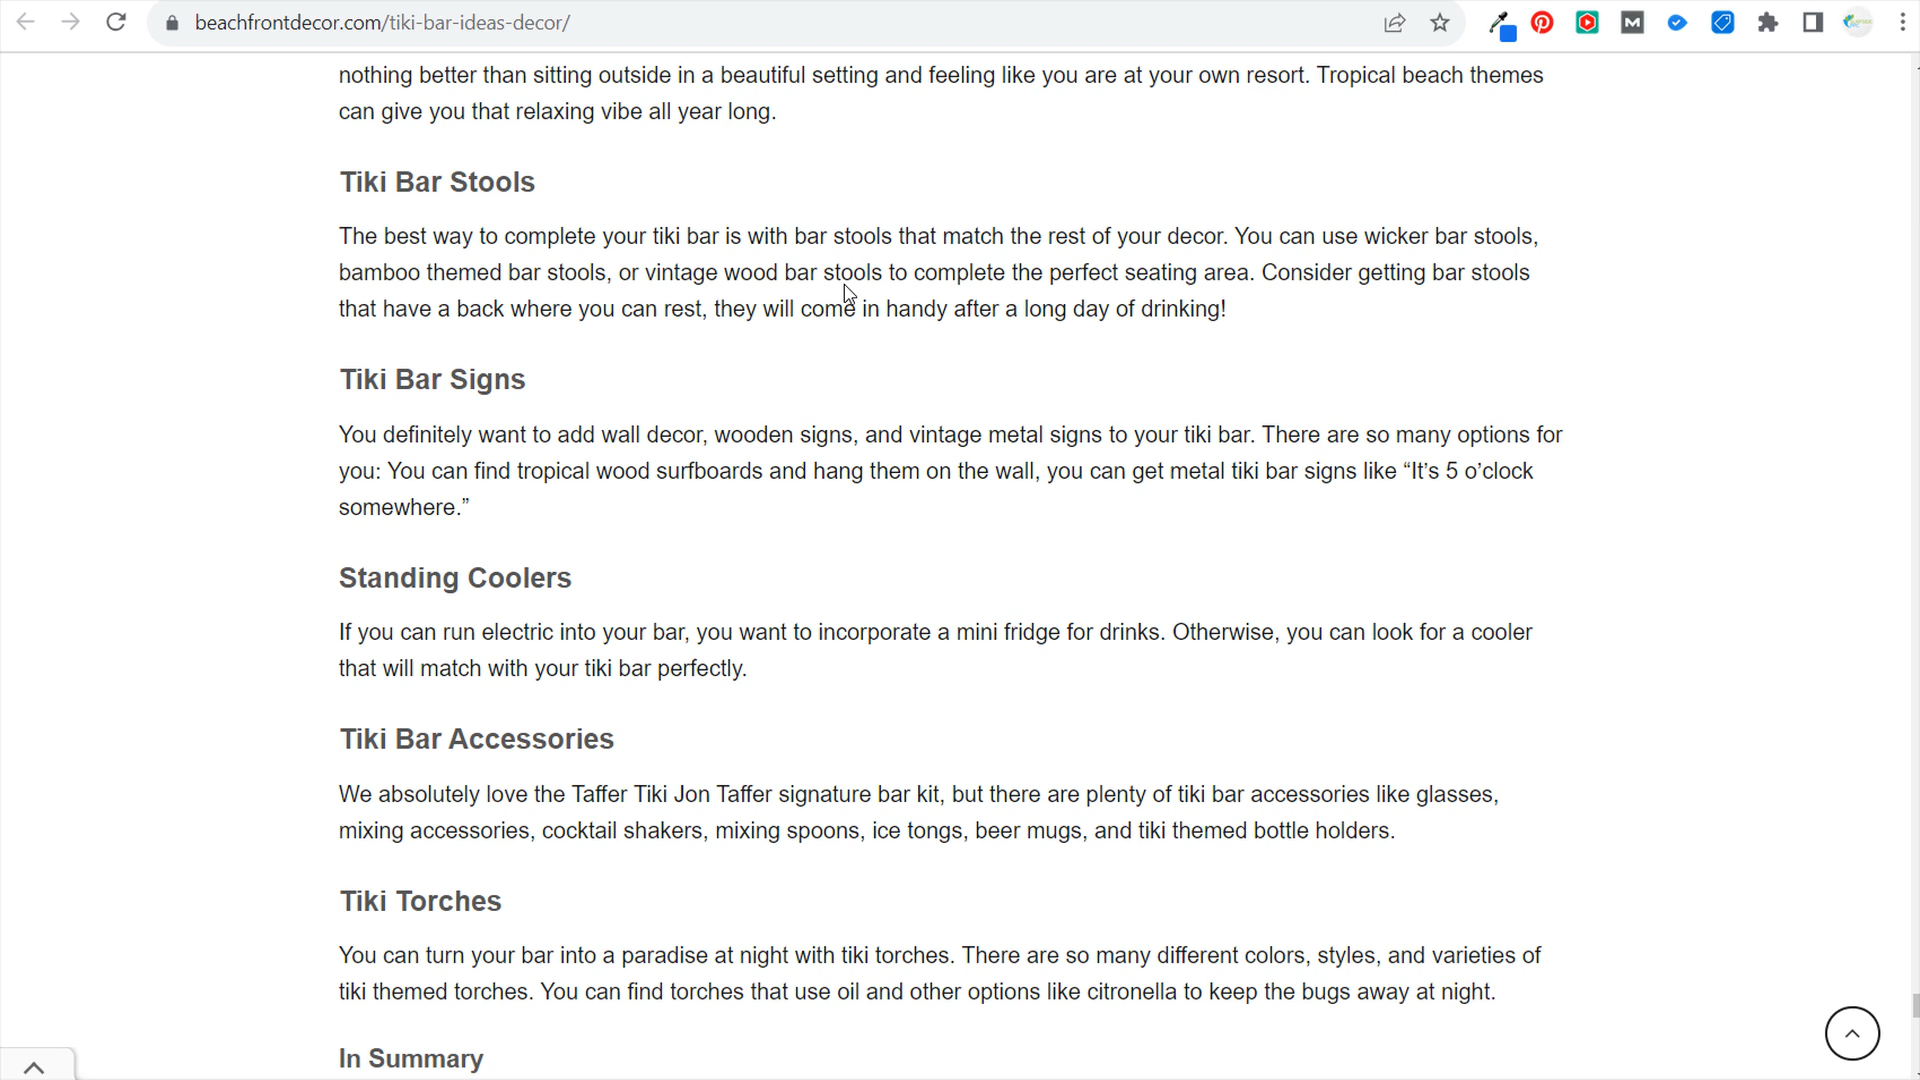 beachfrontdecor.com/tiki-bar-ideas-decor/
nothing better than sitting outside in a beautiful setting and feeling like you are at your own resort. Tropical beach themes
can give you that relaxing vibe all year long.
Tiki Bar Stools
The best way to complete your tiki bar is with bar stools that match the rest of your decor. You can use wicker bar stools,
bamboo themed bar stools, or vintage wood bar stools to complete the perfect seating area. Consider getting bar stools
that have a back where you can rest, they will come in handy after a long day of drinking!
Tiki Bar Signs
You definitely want to add wall decor, wooden signs, and vintage metal signs to your tiki bar. There are so many options for
you: You can find tropical wood surfboards and hang them on the wall, you can get metal tiki bar signs like “It’s 5 o’clock
somewhere.”
Standing Coolers
If you can run electric into your bar, you want to incorporate a mini fridge for drinks. Otherwise, you can look for a cooler
that will match with your tiki bar perfectly.
Tiki Bar Accessories
We absolutely love the Taffer Tiki Jon Taffer signature bar kit, but there are plenty of tiki bar accessories like glasses,
mixing accessories, cocktail shakers, mixing spoons, ice tongs, beer mugs, and tiki themed bottle holders.
Tiki Torches
You can turn your bar into a paradise at night with tiki torches. There are so many different colors, styles, and varieties of
tiki themed torches. You can find torches that use oil and other options like citronella to keep the bugs away at night.
In Summary